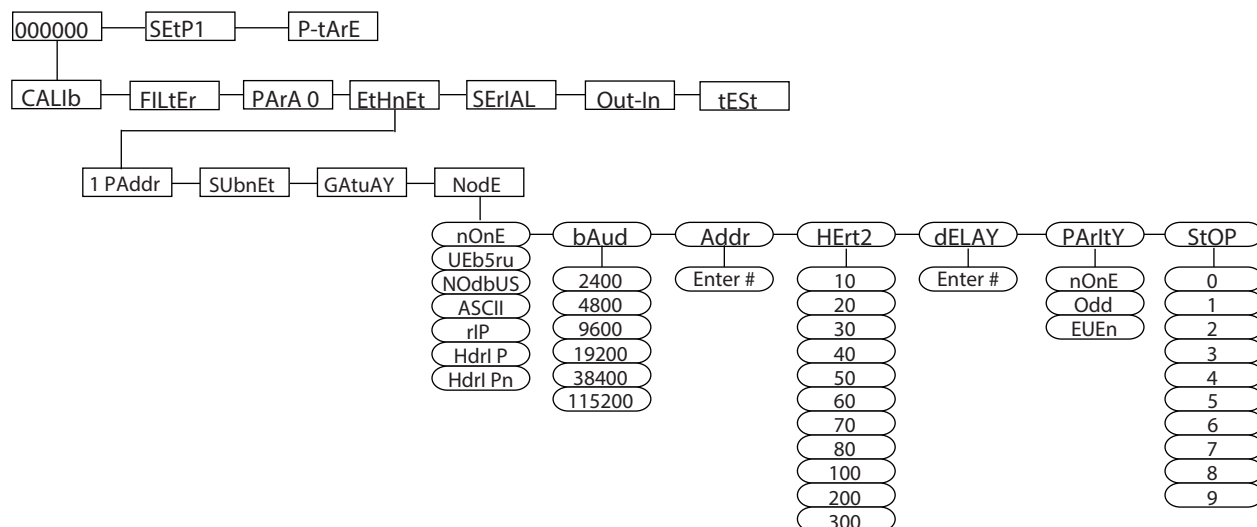 000000 SEtP1 P-tArE
CALIb FILtEr PArA 0 EtHnEt SErIAL Out-In tESt
1 PAddr SUbnEt GAtuAY NodE
nOnE bAud Addr HErt2 dELAY PArItY StOP
UEb5ru
NOdbUS
ASCII
rIP
HdrI P
HdrI Pn
2400
4800
9600
19200
38400
115200
Enter #
10
20
30
40
50
60
70
80
100
200
300
Enter #
nOnE
Odd
EUEn
0
1
2
3
4
5
6
7
8
9